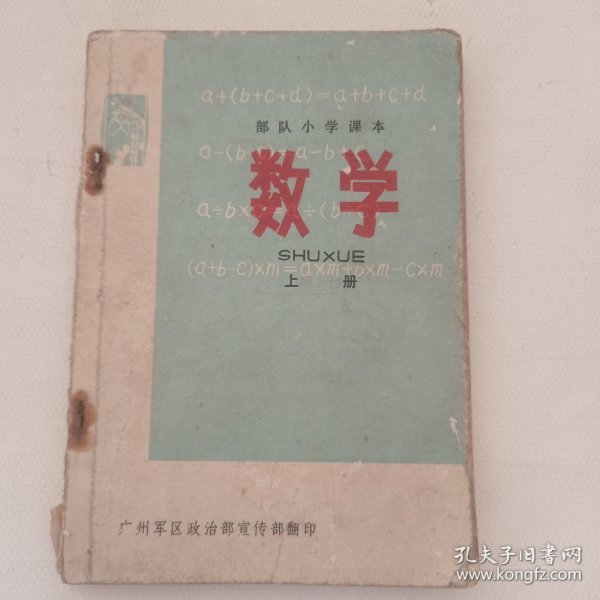 a+(b+c+d)=a+b+c+d
部队小学课本
a-(b
=a-b+c
数学
a÷b×
÷(b
SHUXUE
(a+b-c)×m=a×m+b×m-c×m
上册
广州军区政治部宣传部翻印
孔夫子旧书网
www.kongfz.com